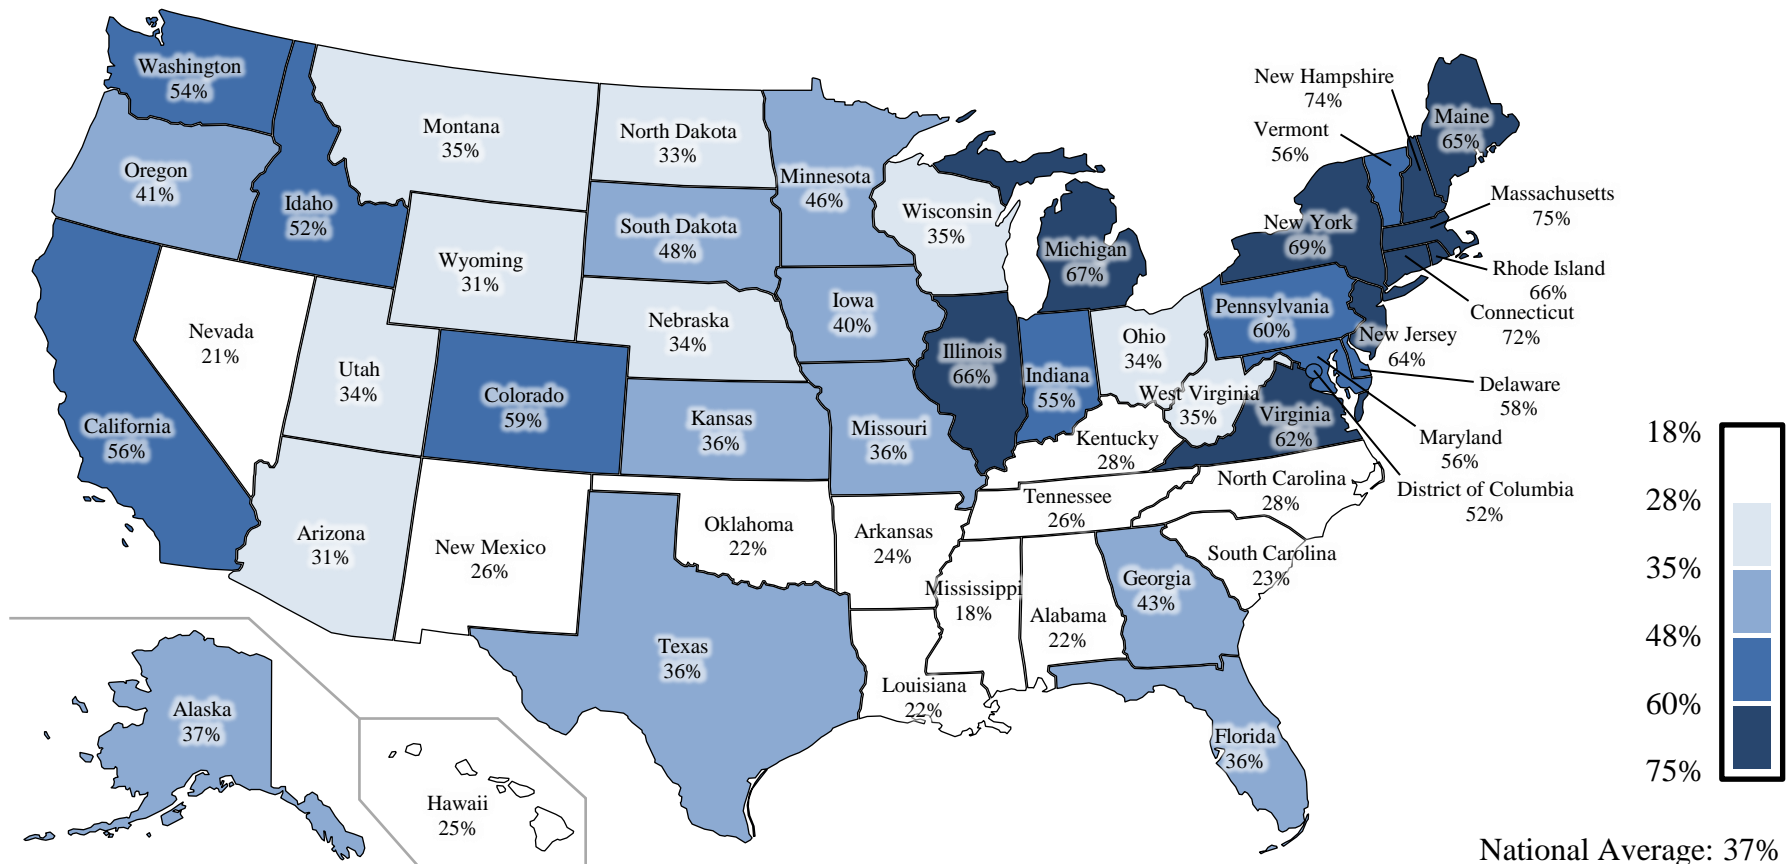 Washington
54%
Oregon
41%
California
56%
Idaho
52%
Nevada
21%
Montana
35%
Wyoming
31%
Utah
34%
Colorado
59%
Arizona
31%
New Mexico
26%
North Dakota
33%
South Dakota
48%
Nebraska
34%
Kansas
36%
Oklahoma
22%
Texas
36%
Minnesota
46%
Iowa
40%
Missouri
36%
Arkansas
24%
Louisiana
22%
Wisconsin
35%
Illinois
66%
Michigan
67%
Indiana
55%
Ohio
34%
Kentucky
28%
Tennessee
26%
Mississippi
18%
Alabama
22%
Georgia
43%
Florida
36%
South Carolina
23%
North Carolina
28%
Virginia
62%
West Virginia
35%
Pennsylvania
60%
New York
69%
Vermont
56%
New Hampshire
74%
Maine
65%
Massachusetts
75%
Rhode Island
66%
Connecticut
72%
New Jersey
64%
Delaware
58%
Maryland
56%
District of Columbia
52%
Alaska
37%
Hawaii
25%
18%
28%
35%
48%
60%
75%
National Average: 37%